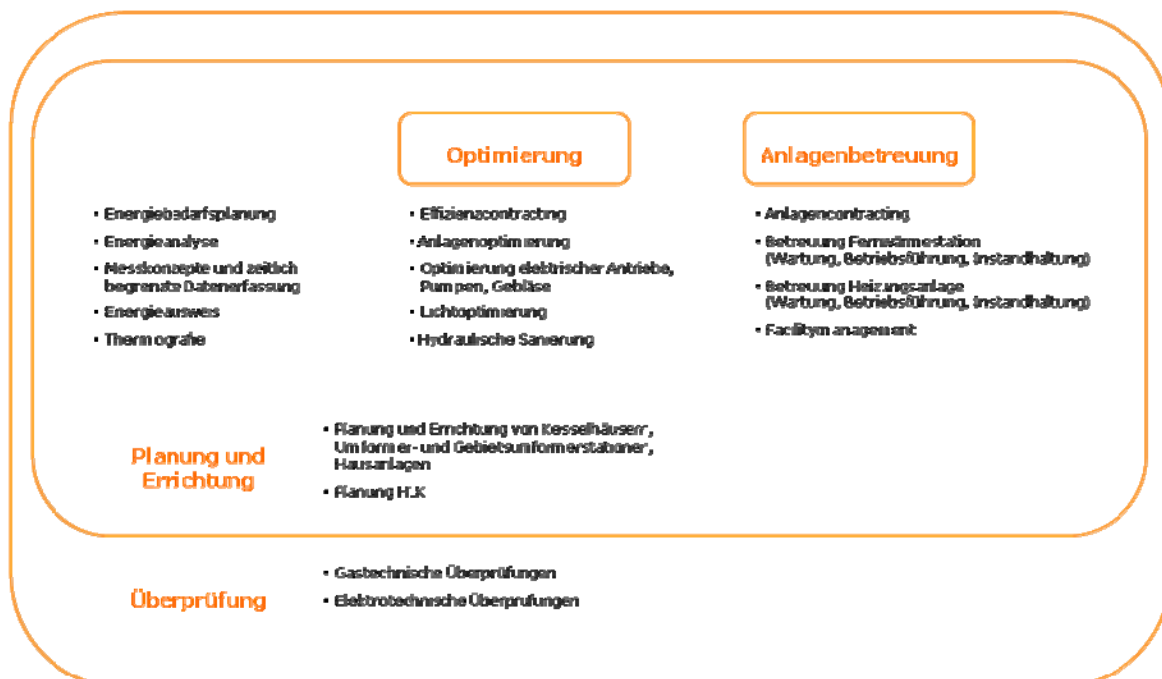 Optimierung
Anlagenbetreuung
• Energiebedarfsplanung
• Energieanalyse
• Messkonzepte und zeitlich
begrenzte Datenerfassung
• Energieausweis
• Thermografie
• Effizienzcontracting
• Anlagenoptimierung
• Optimierung elektrischer Antriebe,
Pumpen, Gebläse
• Lichtoptimierung
• Hydraulische Sanierung
• Anlagencontracting
• Betreuung Fernwärmestation
(Wartung, Betriebsführung, Instandhaltung)
• Betreuung Heizungsanlage
(Wartung, Betriebsführung, Instandhaltung)
• Facilitymanagement
Planung und
Errichtung
• Planung und Errichtung von Kesselhäusern,
Umformer- und Gebietsumformerstationen,
Hausanlagen
• Planung HLK
Überprüfung
• Gastechnische Überprüfungen
• Elektrotechnische Überprüfungen